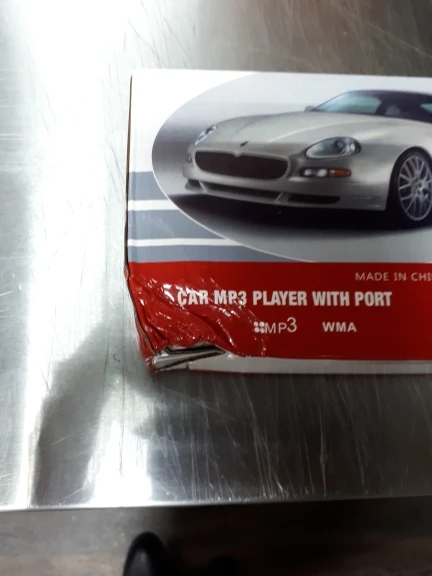 MADE IN CHI
CAR MP3 PLAYER WITH PORT
MP3 WMA